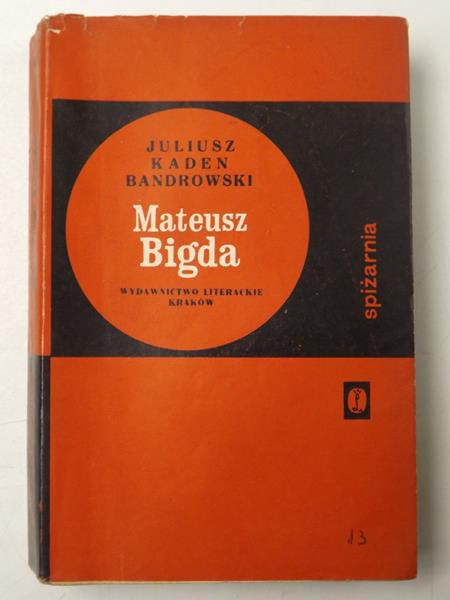 JULIUSZ
KADEN
BANDROWSKI
Mateusz
Bigda
WYDAWNICTWO LITERACKIE
KRAKÓW
spiżarnia
13